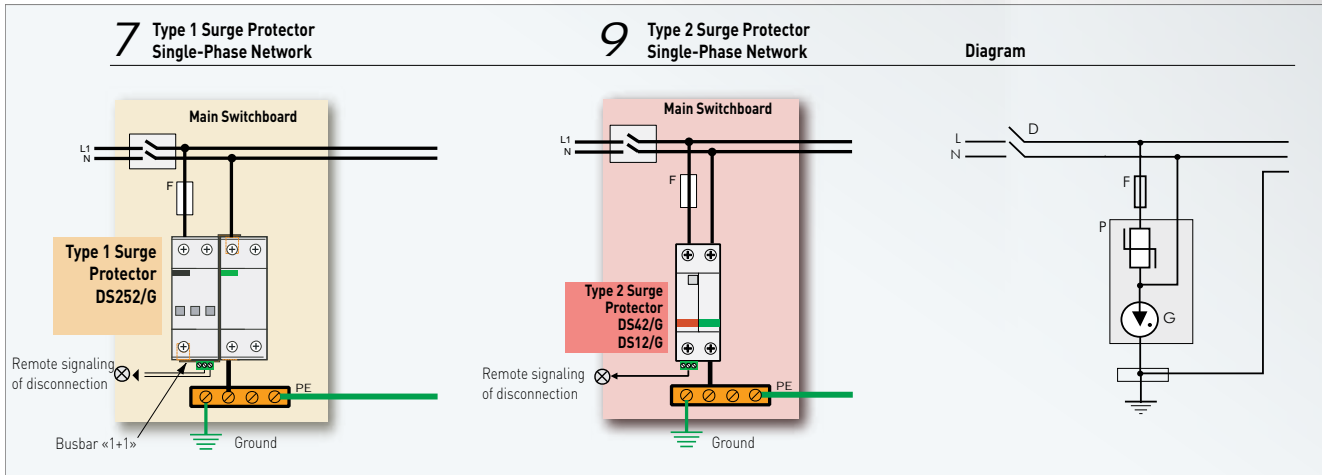 7
Type 1 Surge Protector
Single-Phase Network
Main Switchboard
L1
N
F
Type 1 Surge
Protector
DS252/G
Remote signaling
of disconnection
PE
Busbar «1+1»
Ground
9
Type 2 Surge Protector
Single-Phase Network
Main Switchboard
L1
N
F
Type 2 Surge
Protector
DS42/G
DS12/G
Remote signaling
of disconnection
PE
Ground
Diagram
L
D
N
F
P
G